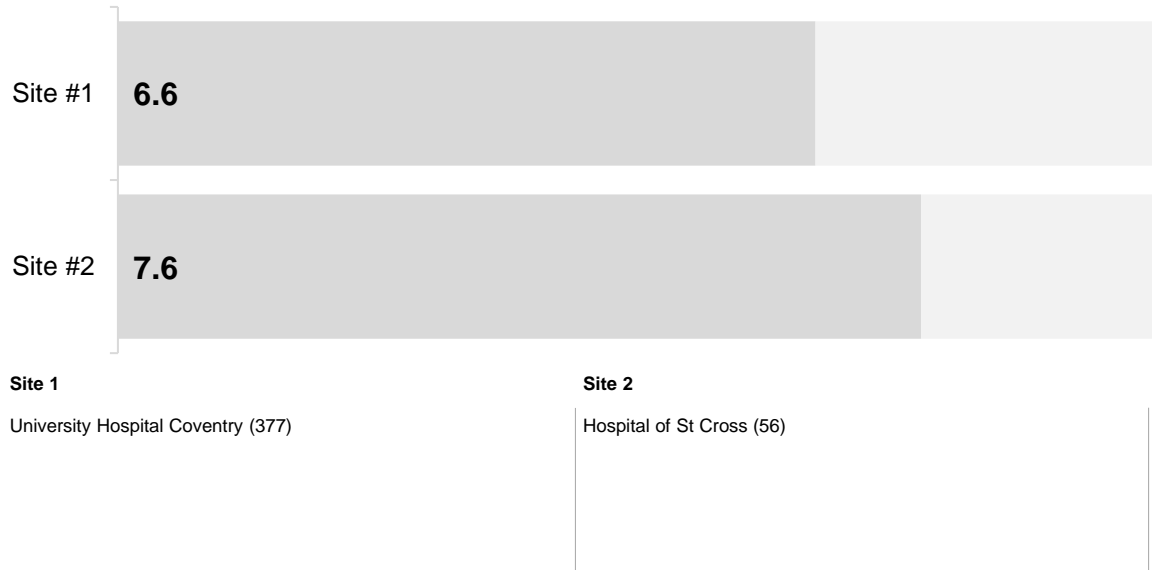 Site #1 6.6
Site #2 7.6
Site 1
University Hospital Coventry (377)
Site 2
Hospital of St Cross (56)